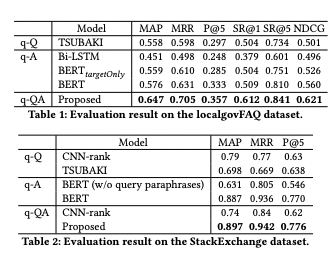 Model MAP MRR P@5 SR@1 SR@5 NDCG
q-Q TSUBAKI 0.558 0.598 0.297 0.504 0.734 0.501
q-A Bi-LSTM 0.451 0.498 0.248 0.379 0.601 0.496
BERTtargetOnly 0.559 0.610 0.285 0.504 0.751 0.526
BERT 0.576 0.631 0.333 0.509 0.810 0.560
q-QA Proposed 0.647 0.705 0.357 0.612 0.841 0.621
Table 1: Evaluation result on the localgovFAQ dataset.
Model MAP MRR P@5
q-Q CNN-rank 0.79 0.77 0.63
TSUBAKI 0.698 0.669 0.638
q-A BERT (w/o query paraphrases) 0.631 0.805 0.546
BERT 0.887 0.936 0.770
q-QA CNN-rank 0.74 0.84 0.62
Proposed 0.897 0.942 0.776
Table 2: Evaluation result on the StackExchange dataset.